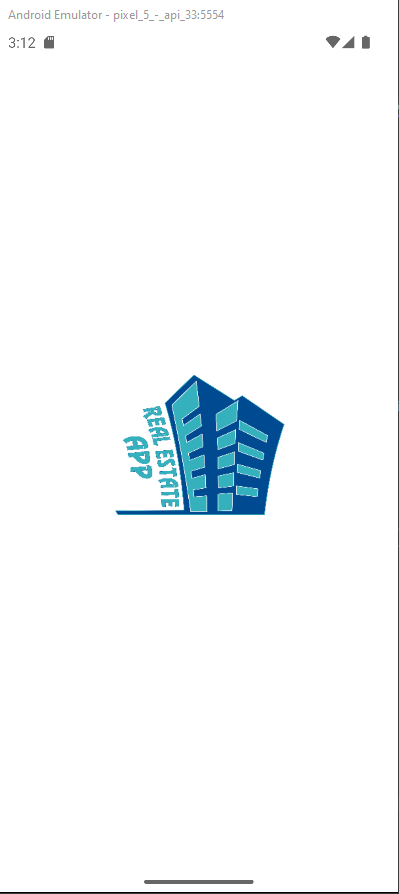 Android Emulator - pixel_5_-_api_33:5554
3:12
REAL ESTATE
APP